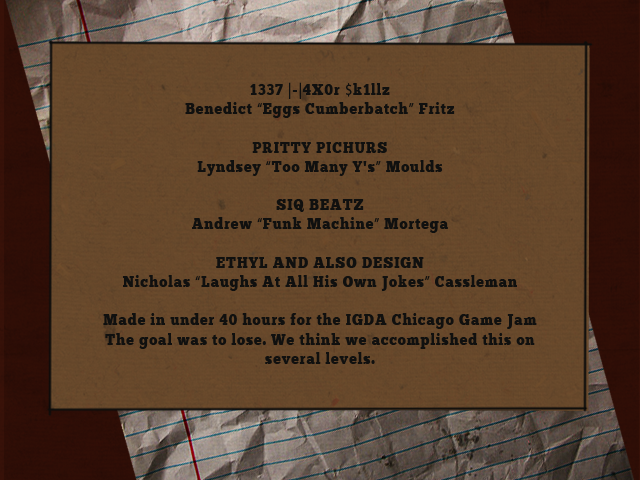 1337 |-|4X0r $k1llz
Benedict "Eggs Cumberbatch" Fritz
PRITTY PICHURS
Lyndsey "Too Many Y's" Moulds
SIQ BEATZ
Andrew "Funk Machine" Mortega
ETHYL AND ALSO DESIGN
Nicholas "Laughs At All His Own Jokes" Cassleman
Made in under 40 hours for the IGDA Chicago Game Jam
The goal was to lose. We think we accomplished this on
several levels.